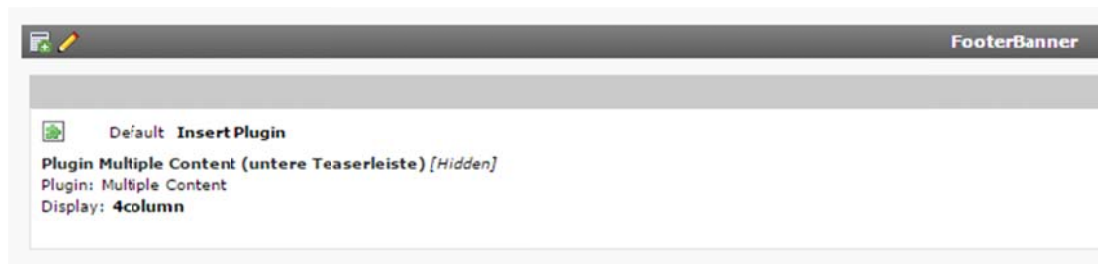 FooterBanner
Default Insert Plugin
Plugin Multiple Content (untere Teaserleiste) [Hidden]
Plugin: Multiple Content
Display: 4column